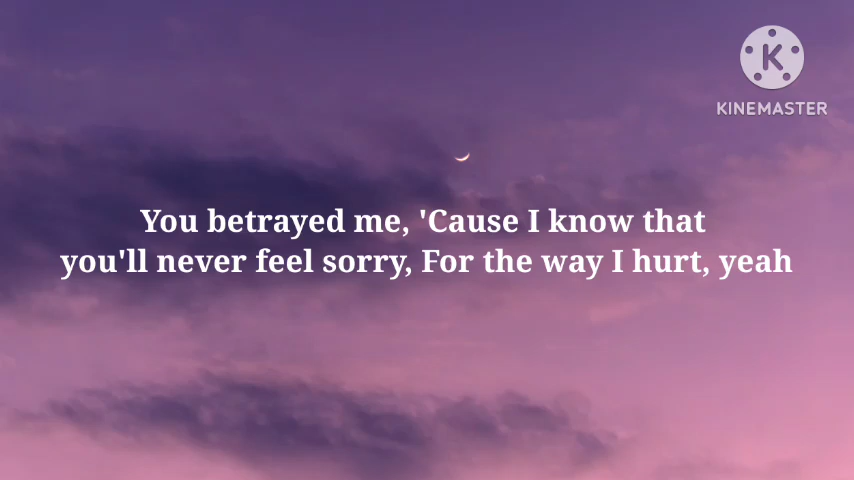 K
KINEMASTER
You betrayed me, 'Cause I know that
you'll never feel sorry, For the way I hurt, yeah